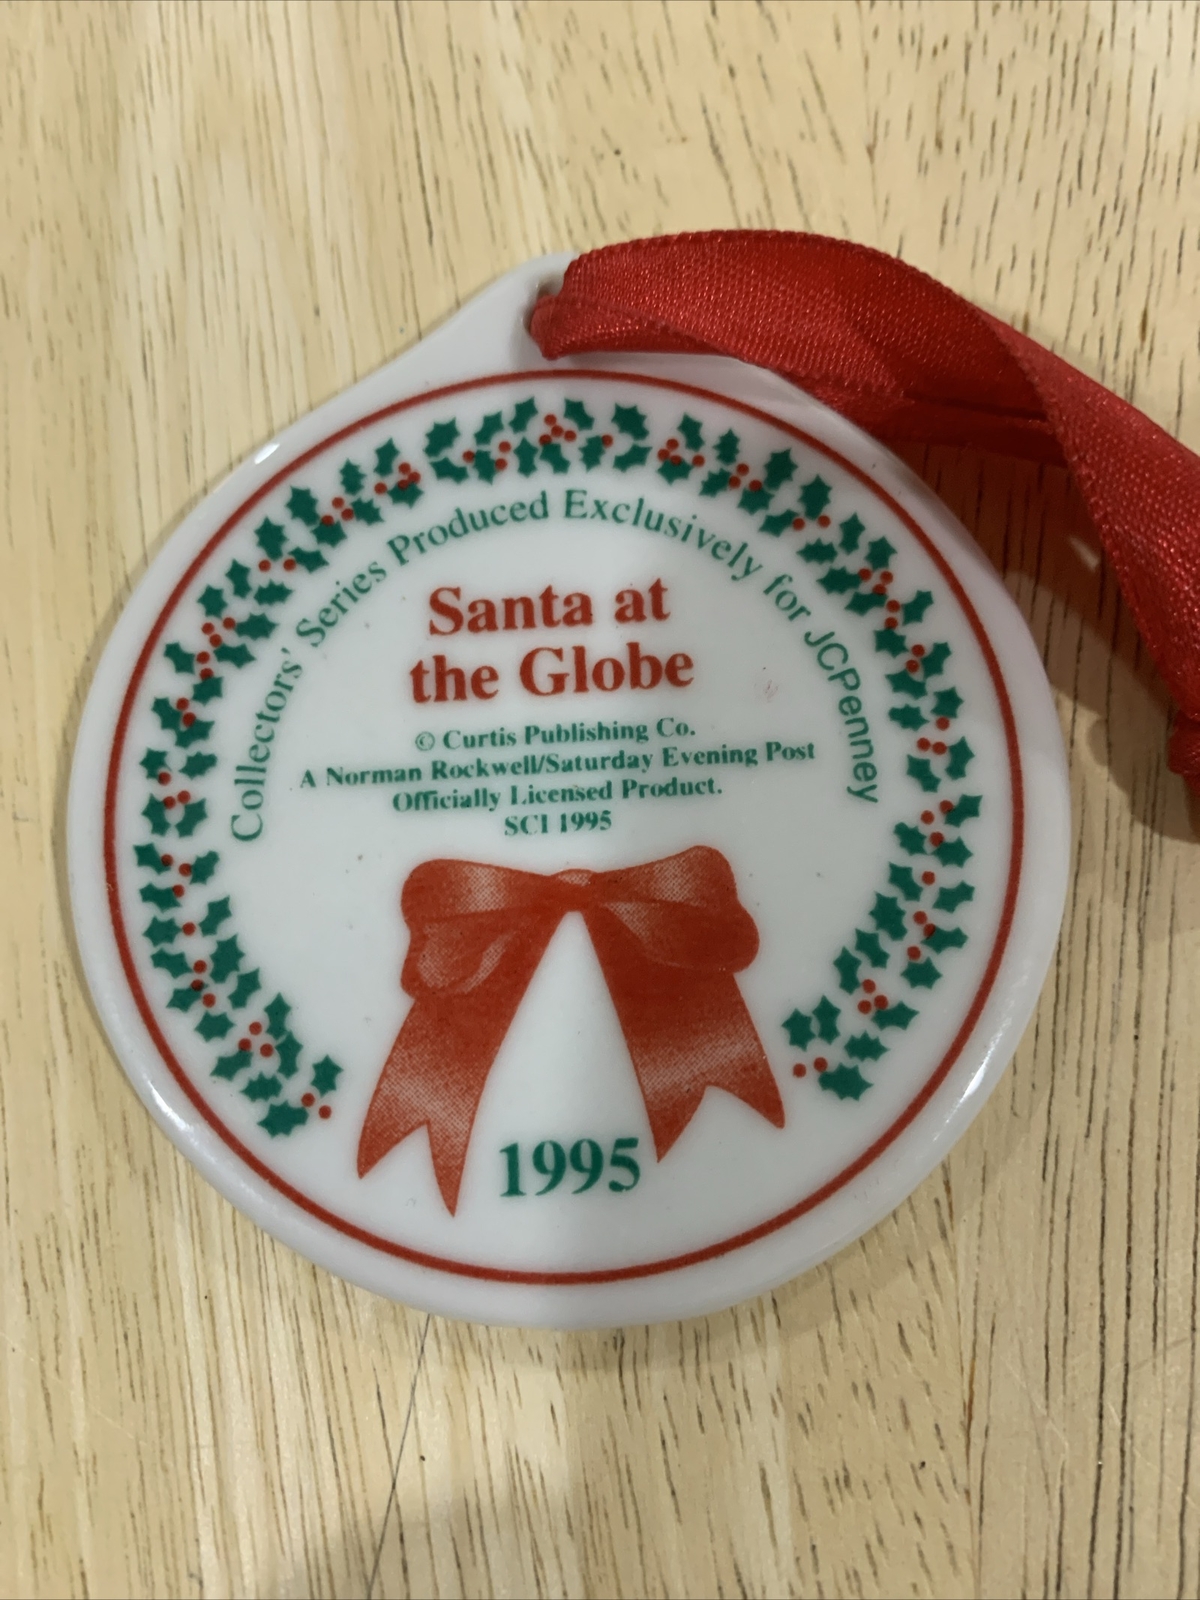 Collectors' Series Produced Exclusively for JCPenney
Santa at
the Globe
© Curtis Publishing Co.
A Norman Rockwell/Saturday Evening Post
Officially Licensed Product.
SCI 1995
1995